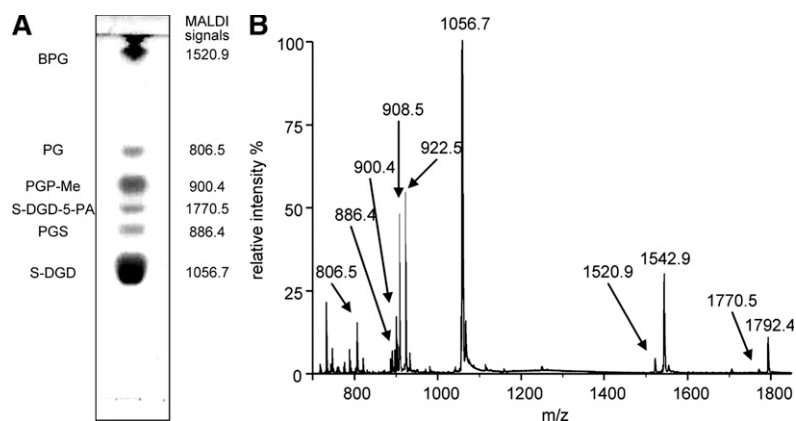 A
MALDI
signals
BPG 1520.9
PG 806.5
PGP-Me 900.4
S-DGD-5-PA 1770.5
PGS 886.4
S-DGD 1056.7
B
1056.7
100
75
50
25
0
relative intensity %
908.5
922.5
900.4
886.4
806.5
1520.9
1542.9
1770.5
1792.4
800 1000 1200 1400 1600 1800
m/z